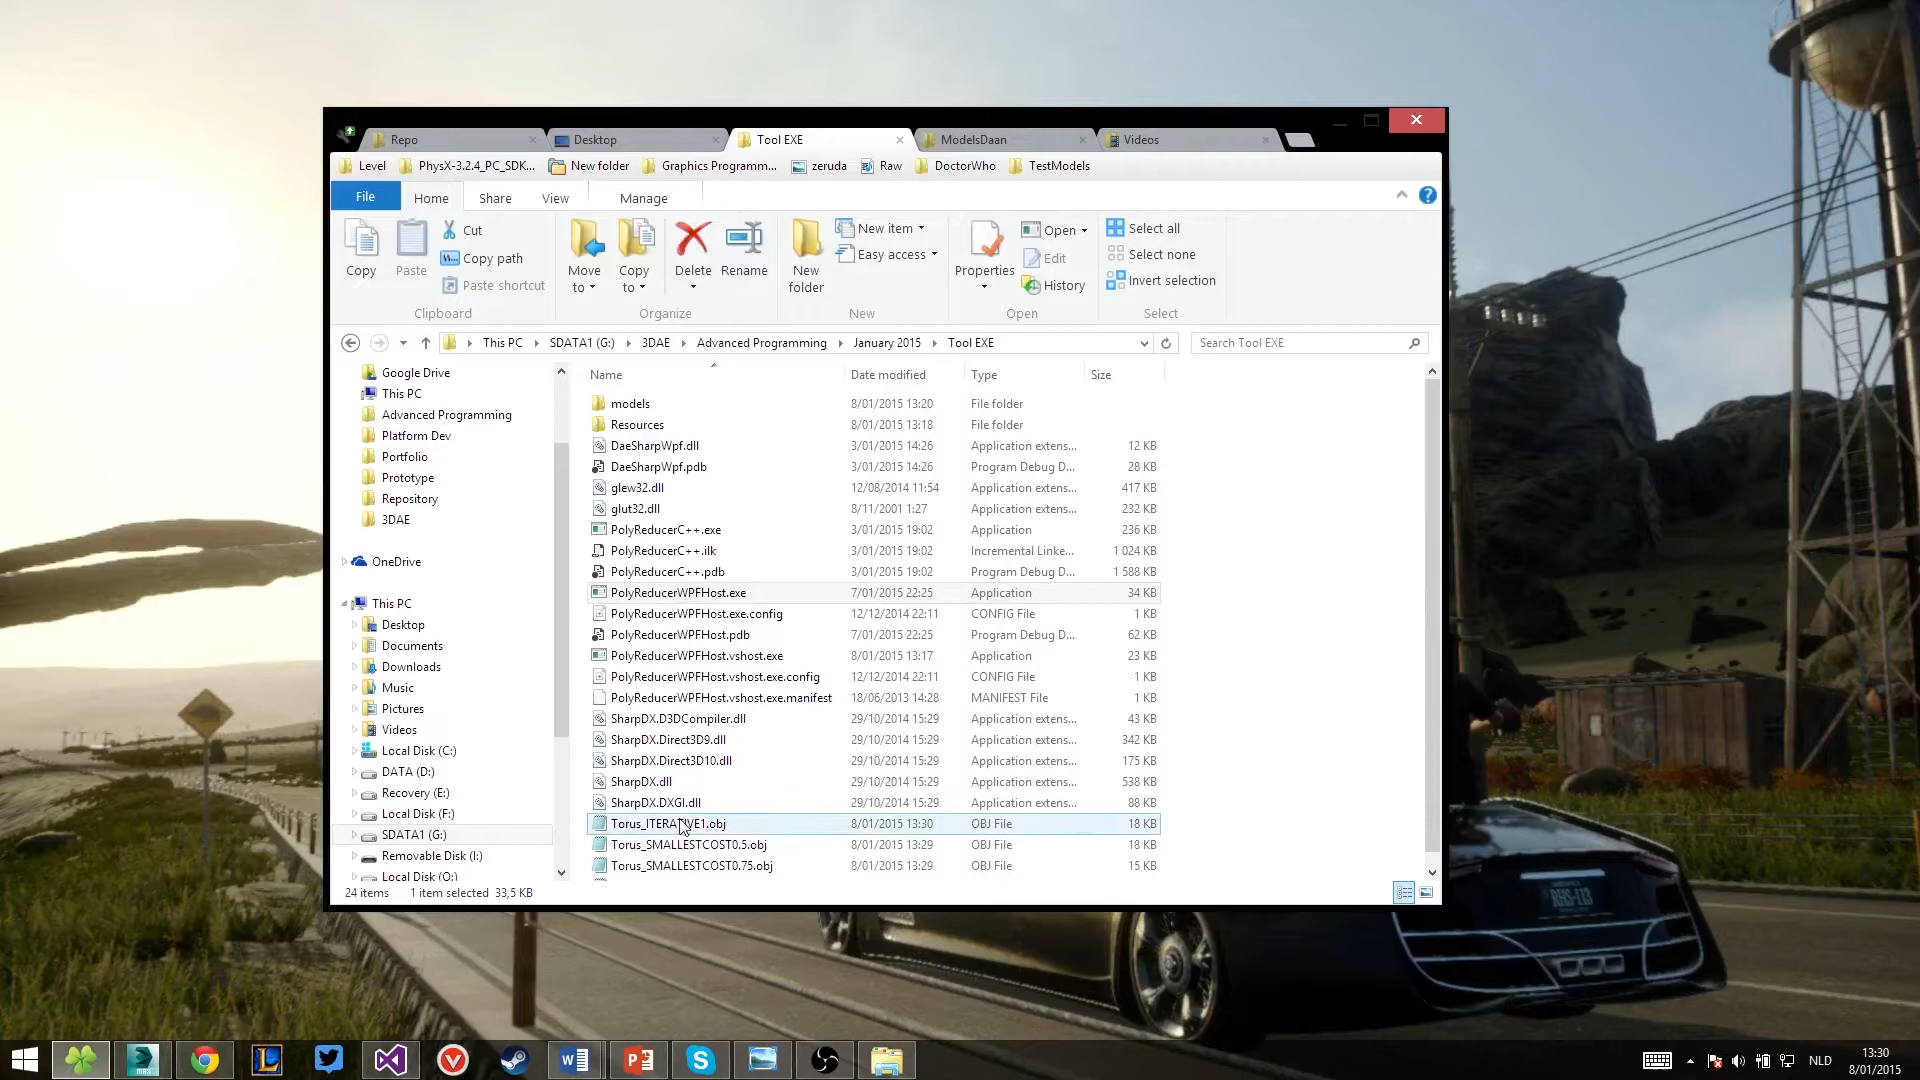 Repo
Desktop
Tool EXE
ModelsDaan
Videos
Level
PhysX-3.2.4_PC_SDK...
New folder
Graphics Programm...
zeruda
Raw
DoctorWho
TestModels
File
Home
Share
View
Manage
Copy
Paste
Cut
Copy path
Paste shortcut
Clipboard
Move to
Copy to
Delete
Rename
Organize
New folder
New item
Easy access
New
Properties
Open
Edit
History
Open
Select all
Select none
Invert selection
Select
This PC
SDATA1 (G:)
3DAE
Advanced Programming
January 2015
Tool EXE
Search Tool EXE
Google Drive
This PC
Advanced Programming
Platform Dev
Portfolio
Prototype
Repository
3DAE
OneDrive
This PC
Desktop
Documents
Downloads
Music
Pictures
Videos
Local Disk (C:)
DATA (D:)
Recovery (E:)
Local Disk (F:)
SDATA1 (G:)
Removable Disk (I:)
Local Disk (O:)
Name Date modified Type Size
models 8/01/2015 13:20 File folder
Resources 8/01/2015 13:18 File folder
DaeSharpWpf.dll 3/01/2015 14:26 Application extens... 12 KB
DaeSharpWpf.pdb 3/01/2015 14:26 Program Debug D... 28 KB
glew32.dll 12/08/2014 11:54 Application extens... 417 KB
glut32.dll 8/11/2001 1:27 Application extens... 232 KB
PolyReducerC++.exe 3/01/2015 19:02 Application 236 KB
PolyReducerC++.ilk 3/01/2015 19:02 Incremental Linke... 1 024 KB
PolyReducerC++.pdb 3/01/2015 19:02 Program Debug D... 1 588 KB
PolyReducerWPFHost.exe 7/01/2015 22:25 Application 34 KB
PolyReducerWPFHost.exe.config 12/12/2014 22:11 CONFIG File 1 KB
PolyReducerWPFHost.pdb 7/01/2015 22:25 Program Debug D... 62 KB
PolyReducerWPFHost.vshost.exe 8/01/2015 13:17 Application 23 KB
PolyReducerWPFHost.vshost.exe.config 12/12/2014 22:11 CONFIG File 1 KB
PolyReducerWPFHost.vshost.exe.manifest 18/06/2013 14:28 MANIFEST File 1 KB
SharpDX.D3DCompiler.dll 29/10/2014 15:29 Application extens... 43 KB
SharpDX.Direct3D9.dll 29/10/2014 15:29 Application extens... 342 KB
SharpDX.Direct3D10.dll 29/10/2014 15:29 Application extens... 175 KB
SharpDX.dll 29/10/2014 15:29 Application extens... 538 KB
SharpDX.DXGI.dll 29/10/2014 15:29 Application extens... 88 KB
Torus_ITERATIVE1.obj 8/01/2015 13:30 OBJ File 18 KB
Torus_SMALLESTCOST0.5.obj 8/01/2015 13:29 OBJ File 18 KB
Torus_SMALLESTCOST0.75.obj 8/01/2015 13:29 OBJ File 15 KB
24 items 1 item selected 33,5 KB
RHS-113
MAX
NLD
13:30
8/01/2015